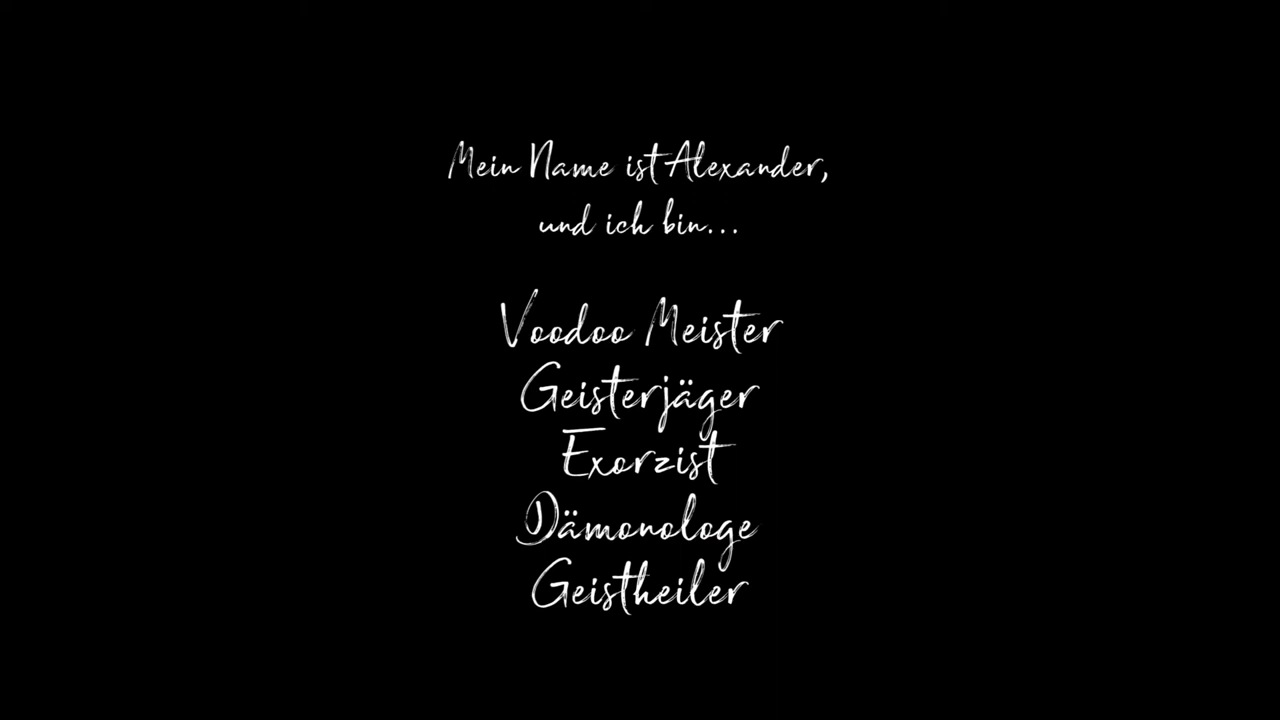 Mein Name ist Alexander,
und ich bin...
Voodoo Meister
Geisterjäger
Exorzist
Dämonologe
Geistheiler